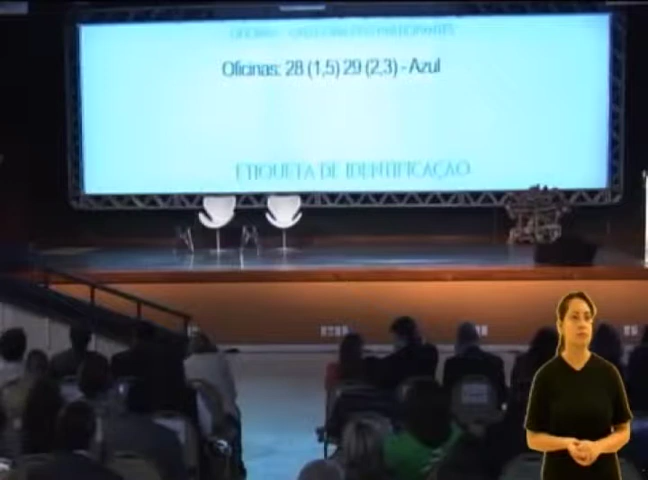 Oficinas: 28 (1,5) 29 (2,3) - Azul
ETIQUETA DE IDENTIFICAÇÃO